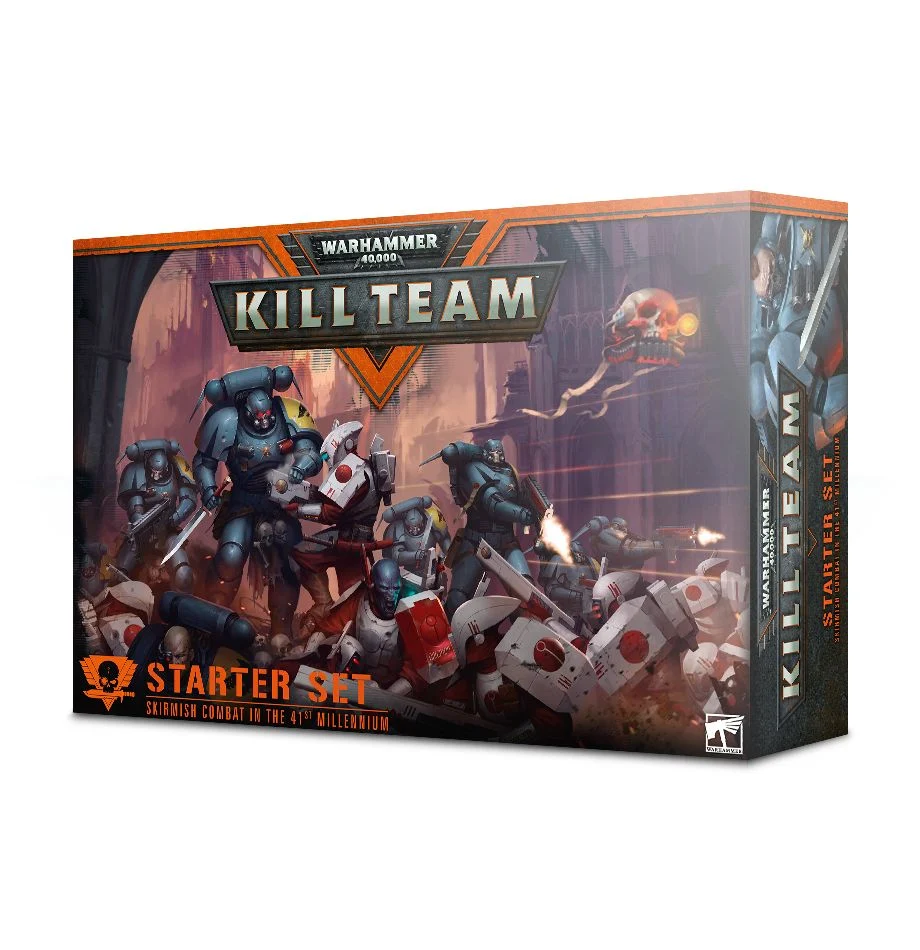 WARHAMMER
40,000
KILL TEAM
STARTER SET
SKIRMISH COMBAT IN THE 41ST MILLENNIUM
WARHAMMER
WARHAMMER
40,000
KILL TEAM
STARTER SET
SKIRMISH COMBAT IN THE 41ST MILLENNIUM